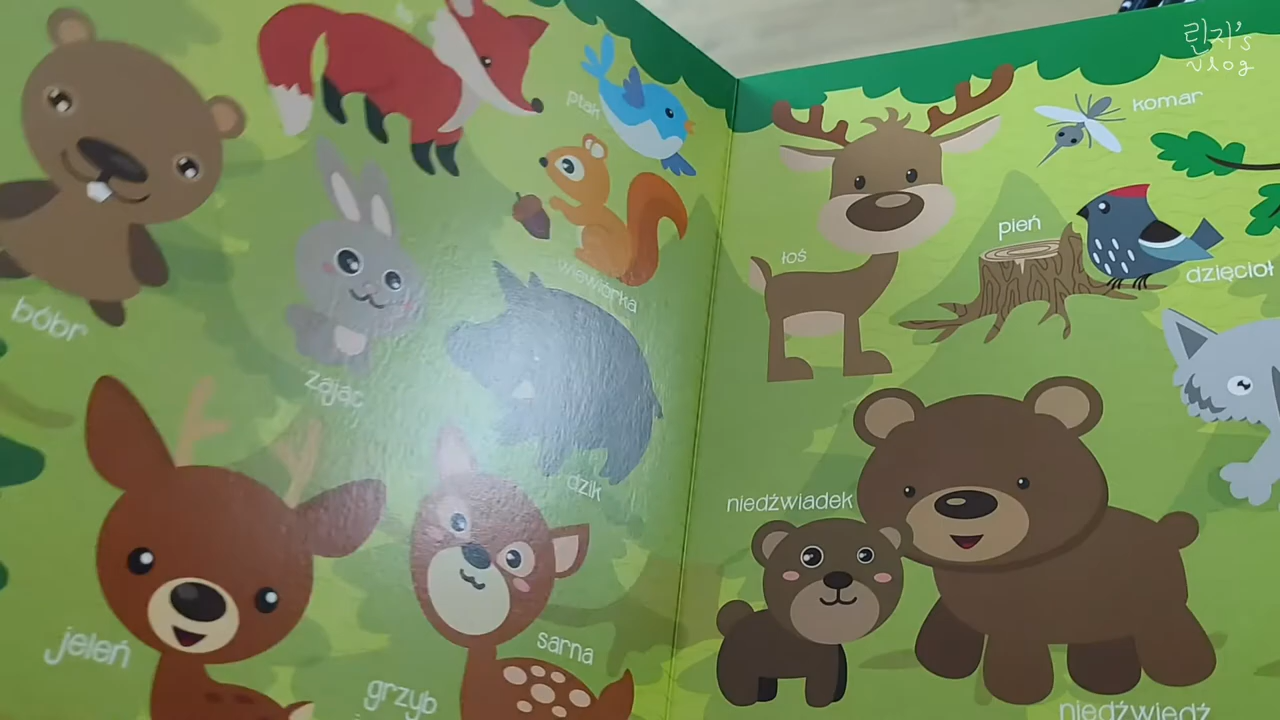 린지's
vlog
ptak
komar
pień
łoś
dzięcioł
wiewiórka
bóbr
zając
dzik
niedźwiadek
sarna
jeleń
grzyb
niedźwiedź